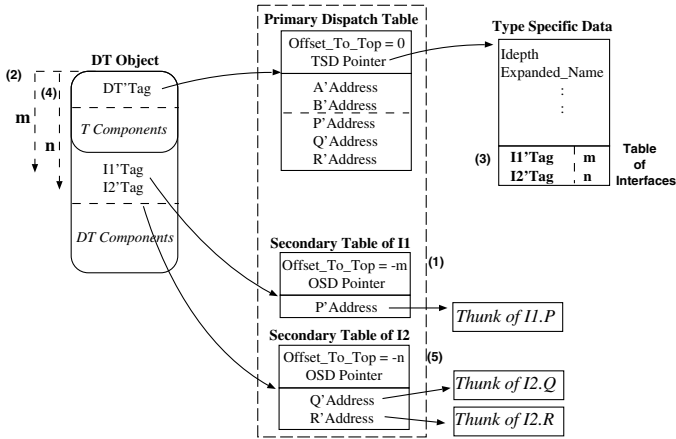 Primary Dispatch Table
Offset_To_Top = 0
TSD Pointer
A'Address
B'Address
P'Address
Q'Address
R'Address
Type Specific Data
Idepth
Expanded_Name
:
:
(3)
I1'Tag m
I2'Tag n
Table
of
Interfaces
DT Object
(2)
(4)
m
n
DT'Tag
T Components
I1'Tag
I2'Tag
DT Components
Secondary Table of I1
(1)
Offset_To_Top = -m
OSD Pointer
P'Address
Thunk of I1.P
Secondary Table of I2
(5)
Offset_To_Top = -n
OSD Pointer
Q'Address
R'Address
Thunk of I2.Q
Thunk of I2.R